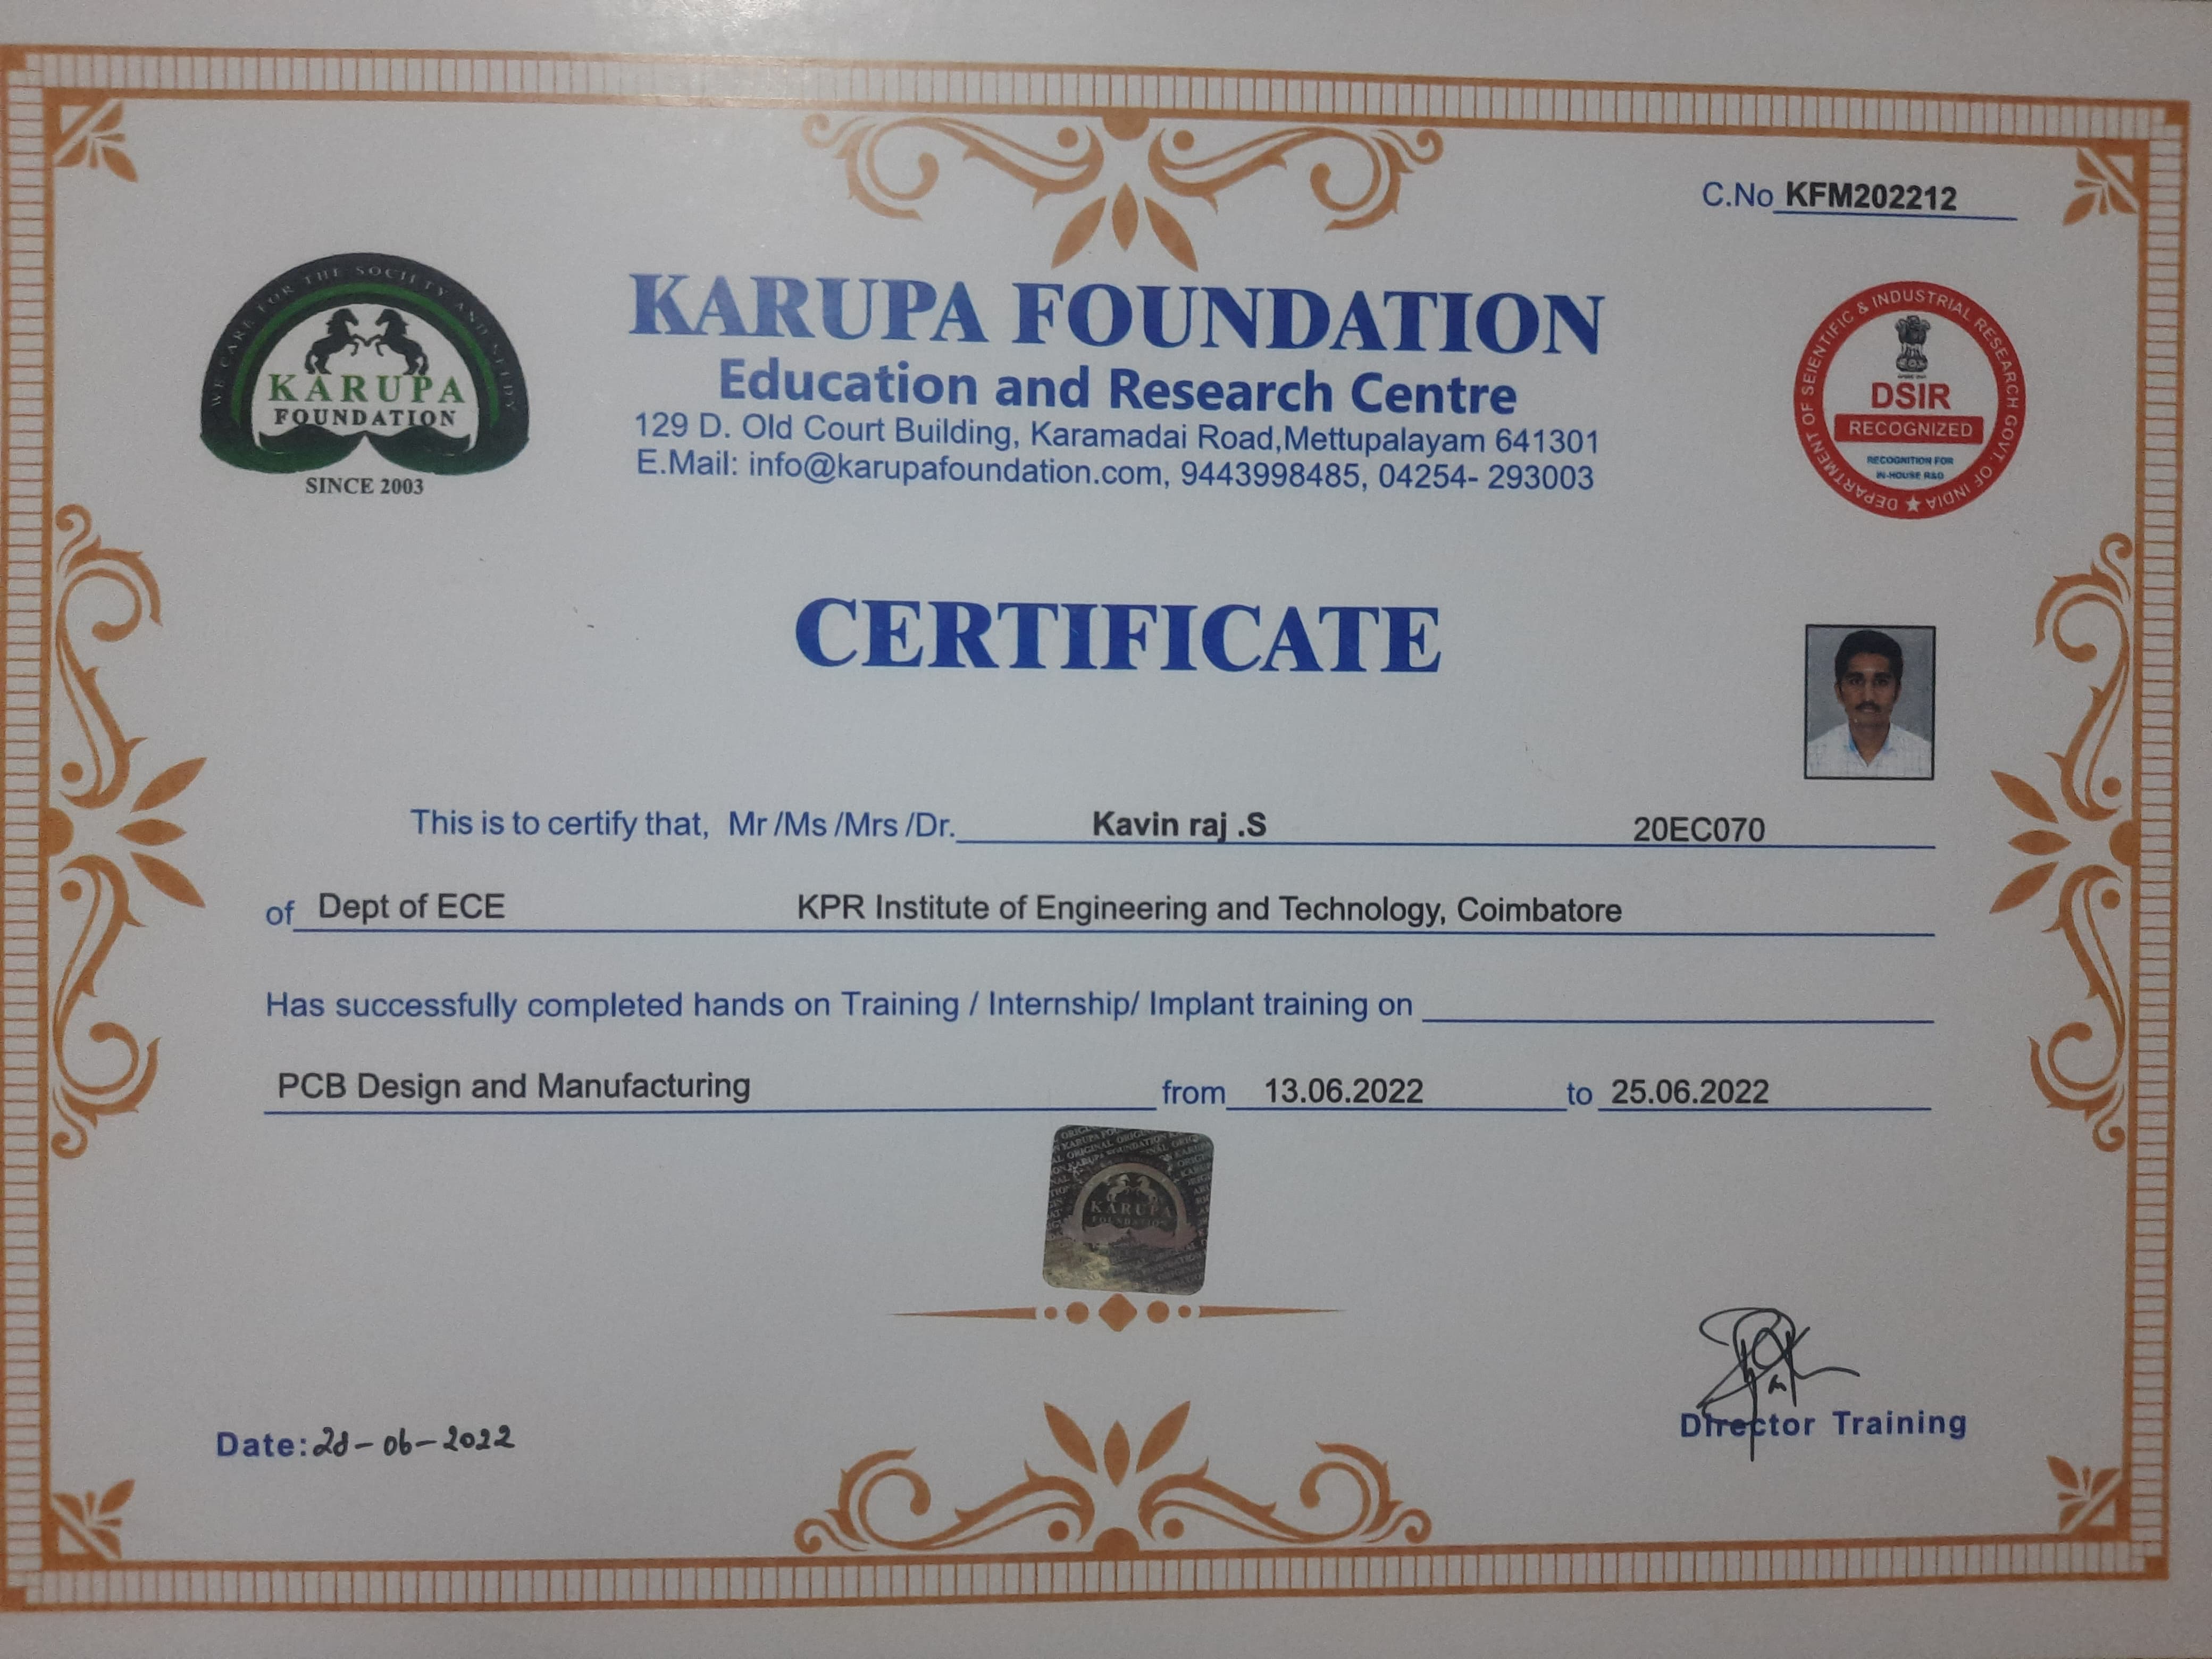 C.No KFM202212
WE CARE FOR THE SOCIETY AND
KARUPA
FOUNDATION
SINCE 2003
KARUPA FOUNDATION
Education and Research Centre
129 D. Old Court Building, Karamadai Road,Mettupalayam 641301
E.Mail: info@karupafoundation.com, 9443998485, 04254- 293003
DEPARTMENT OF SEIENTIFIC & INDUSTRIAL RESEARCH GOVT. OF INDIA
DSIR
RECOGNIZED
RECOGNITION FOR
IN-HOUSE R&D
CERTIFICATE
This is to certify that, Mr /Ms /Mrs /Dr. Kavin raj .S 20EC070
of Dept of ECE KPR Institute of Engineering and Technology, Coimbatore
Has successfully completed hands on Training / Internship/ Implant training on
PCB Design and Manufacturing from 13.06.2022 to 25.06.2022
KARUPA
FOUNDATION
Director Training
Date: 28-06-2022